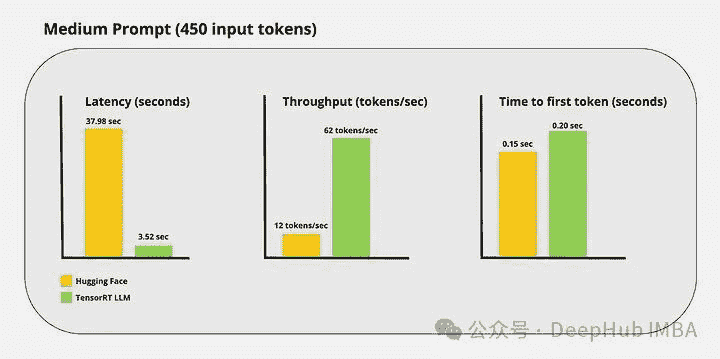 Medium Prompt (450 input tokens)
Latency (seconds)
37.98 sec
3.52 sec
Throughput (tokens/sec)
62 tokens/sec
12 tokens/sec
Time to first token (seconds)
0.20 sec
0.15 sec
Hugging Face
TensorRT LLM
公众号 · DeepHub IMBA